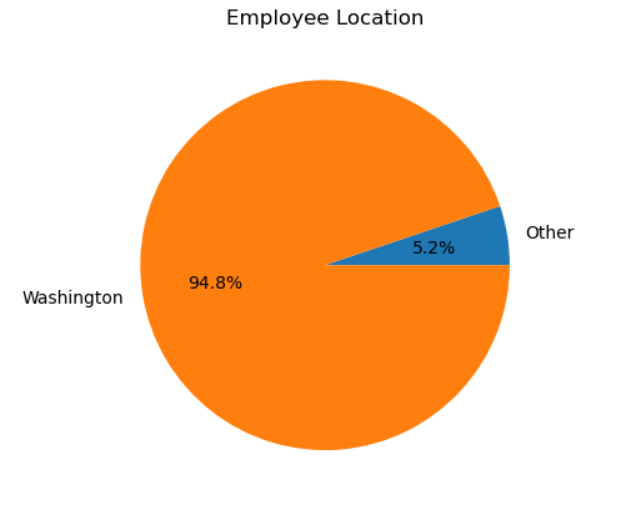 Employee Location
Other
5.2%
94.8%
Washington